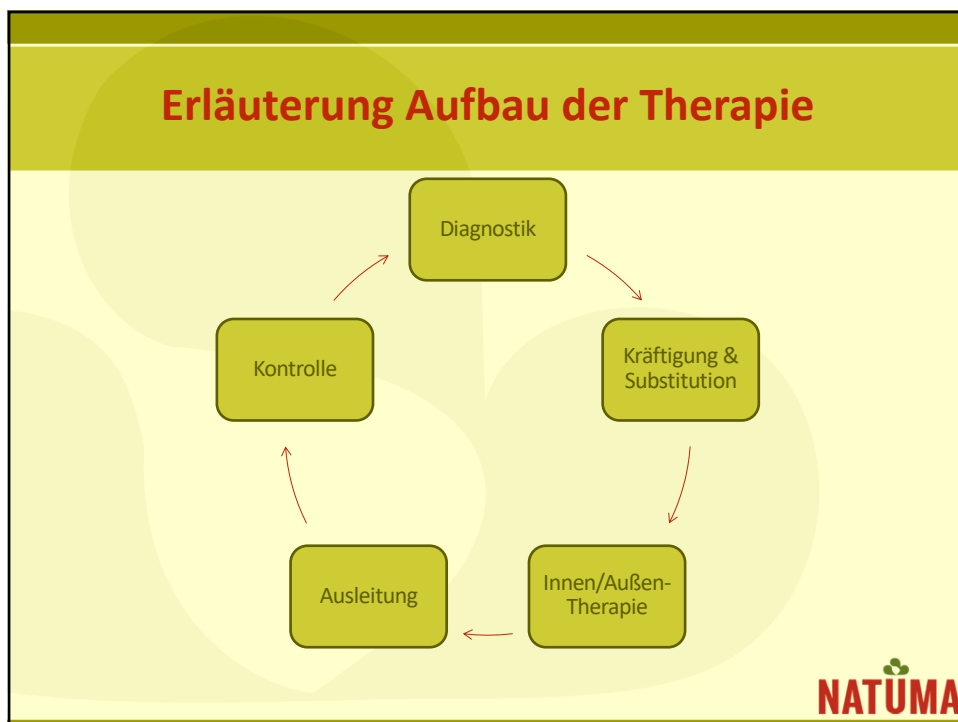 Erläuterung Aufbau der Therapie
Diagnostik
Kräftigung &
Substitution
Innen/Außen-
Therapie
Ausleitung
Kontrolle
NATUMA